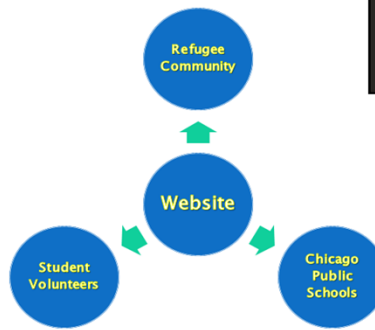 Refugee
Community
Website
Student
Volunteers
Chicago
Public
Schools